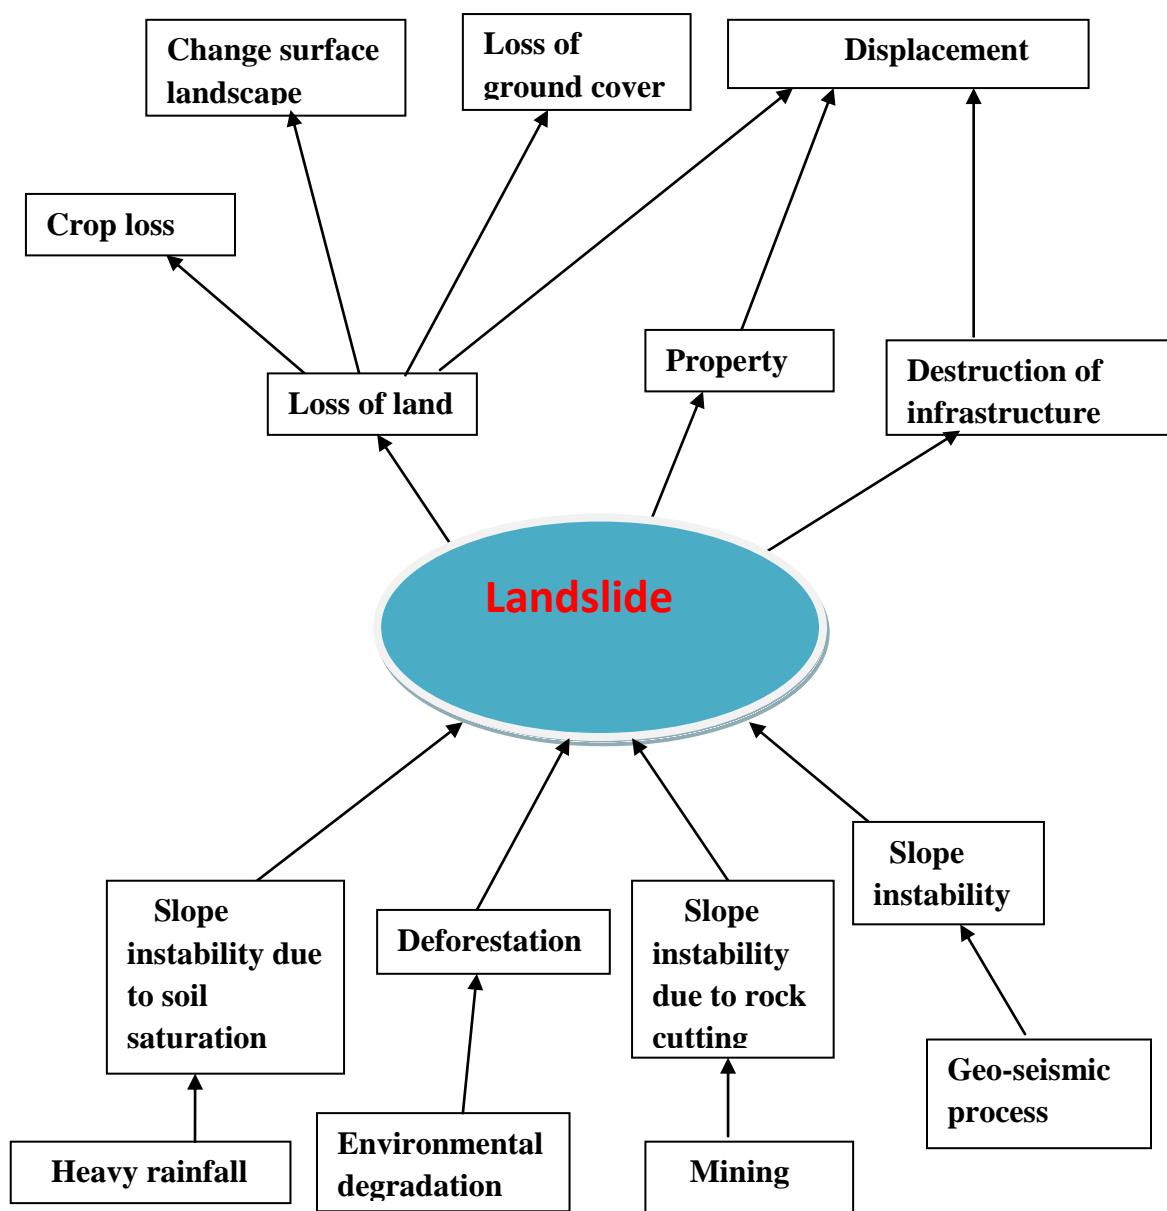 Change surface
landscape
Loss of
ground cover
Displacement
Crop loss
Loss of land
Property
Destruction of
infrastructure
Landslide
Slope
instability due
to soil
saturation
Deforestation
Slope
instability
due to rock
cutting
Slope
instability
Heavy rainfall
Environmental
degradation
Mining
Geo-seismic
process